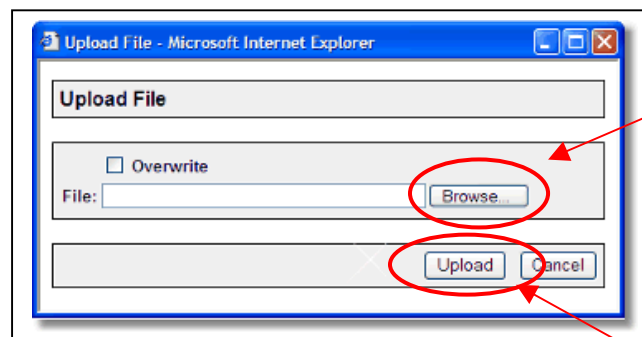 Upload File - Microsoft Internet Explorer
Upload File
Overwrite
File: Browse...
Upload Cancel